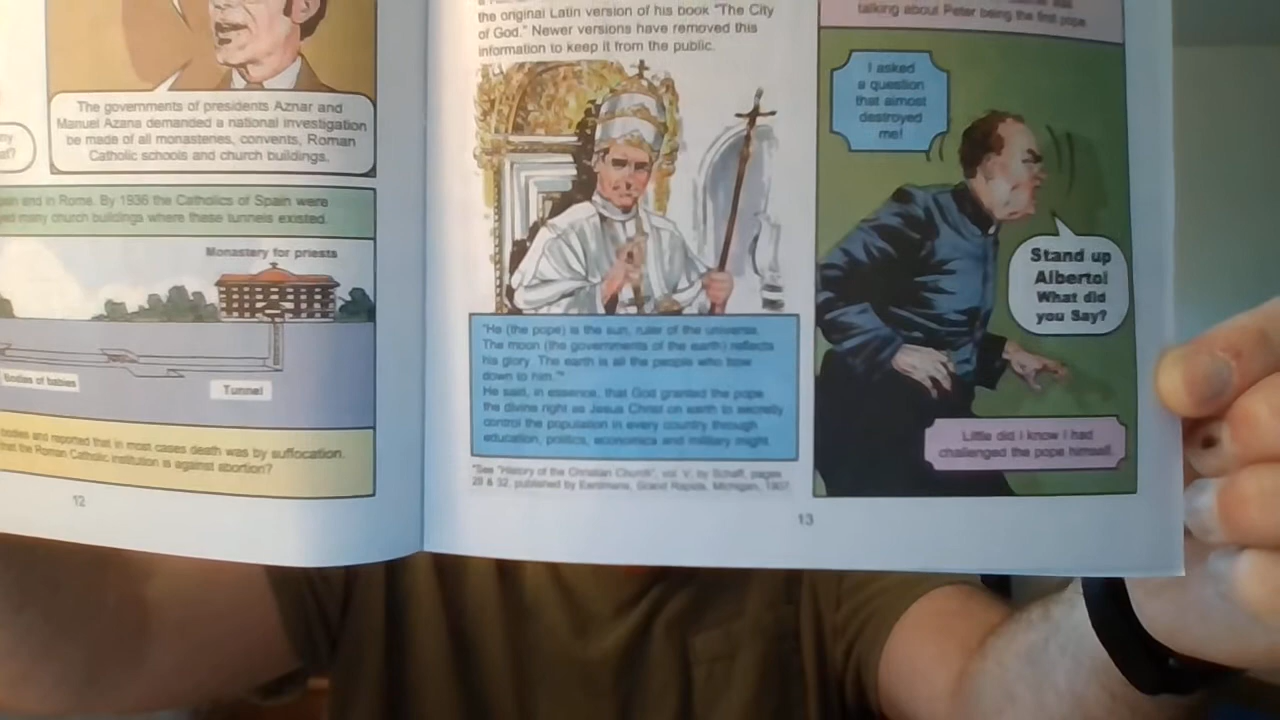 The governments of presidents Aznar and
Manuel Azana demanded a national investigation
be made of all monasteries, convents, Roman
Catholic schools and church buildings.
end in Rome. By 1936 the Catholics of Spain were
many church buildings where these tunnels existed.
Monastery for priests
Bodies of babies
Tunnel
bodies and reported that in most cases death was by suffocation.
that the Roman Catholic institution is against abortion?
12
the original Latin version of his book "The City
of God." Newer versions have removed this
information to keep it from the public.
"He (the pope) is the sun, ruler of the universe.
The moon (the governments of the earth) reflects
his glory. The earth is all the people who bow
down to him."*
He said, in essence, that God granted the pope
the divine right as Jesus Christ on earth to secretly
control the population in every country through
education, politics, economics and military might.
*See "History of the Christian Church", vol. V, by Schaff, pages
29 & 32, published by Eerdmans, Grand Rapids, Michigan, 1907.
talking about Peter being the first pope.
I asked
a question
that almost
destroyed
me!
Stand up
Alberto!
What did
you Say?
Little did I know I had
challenged the pope himself.
13